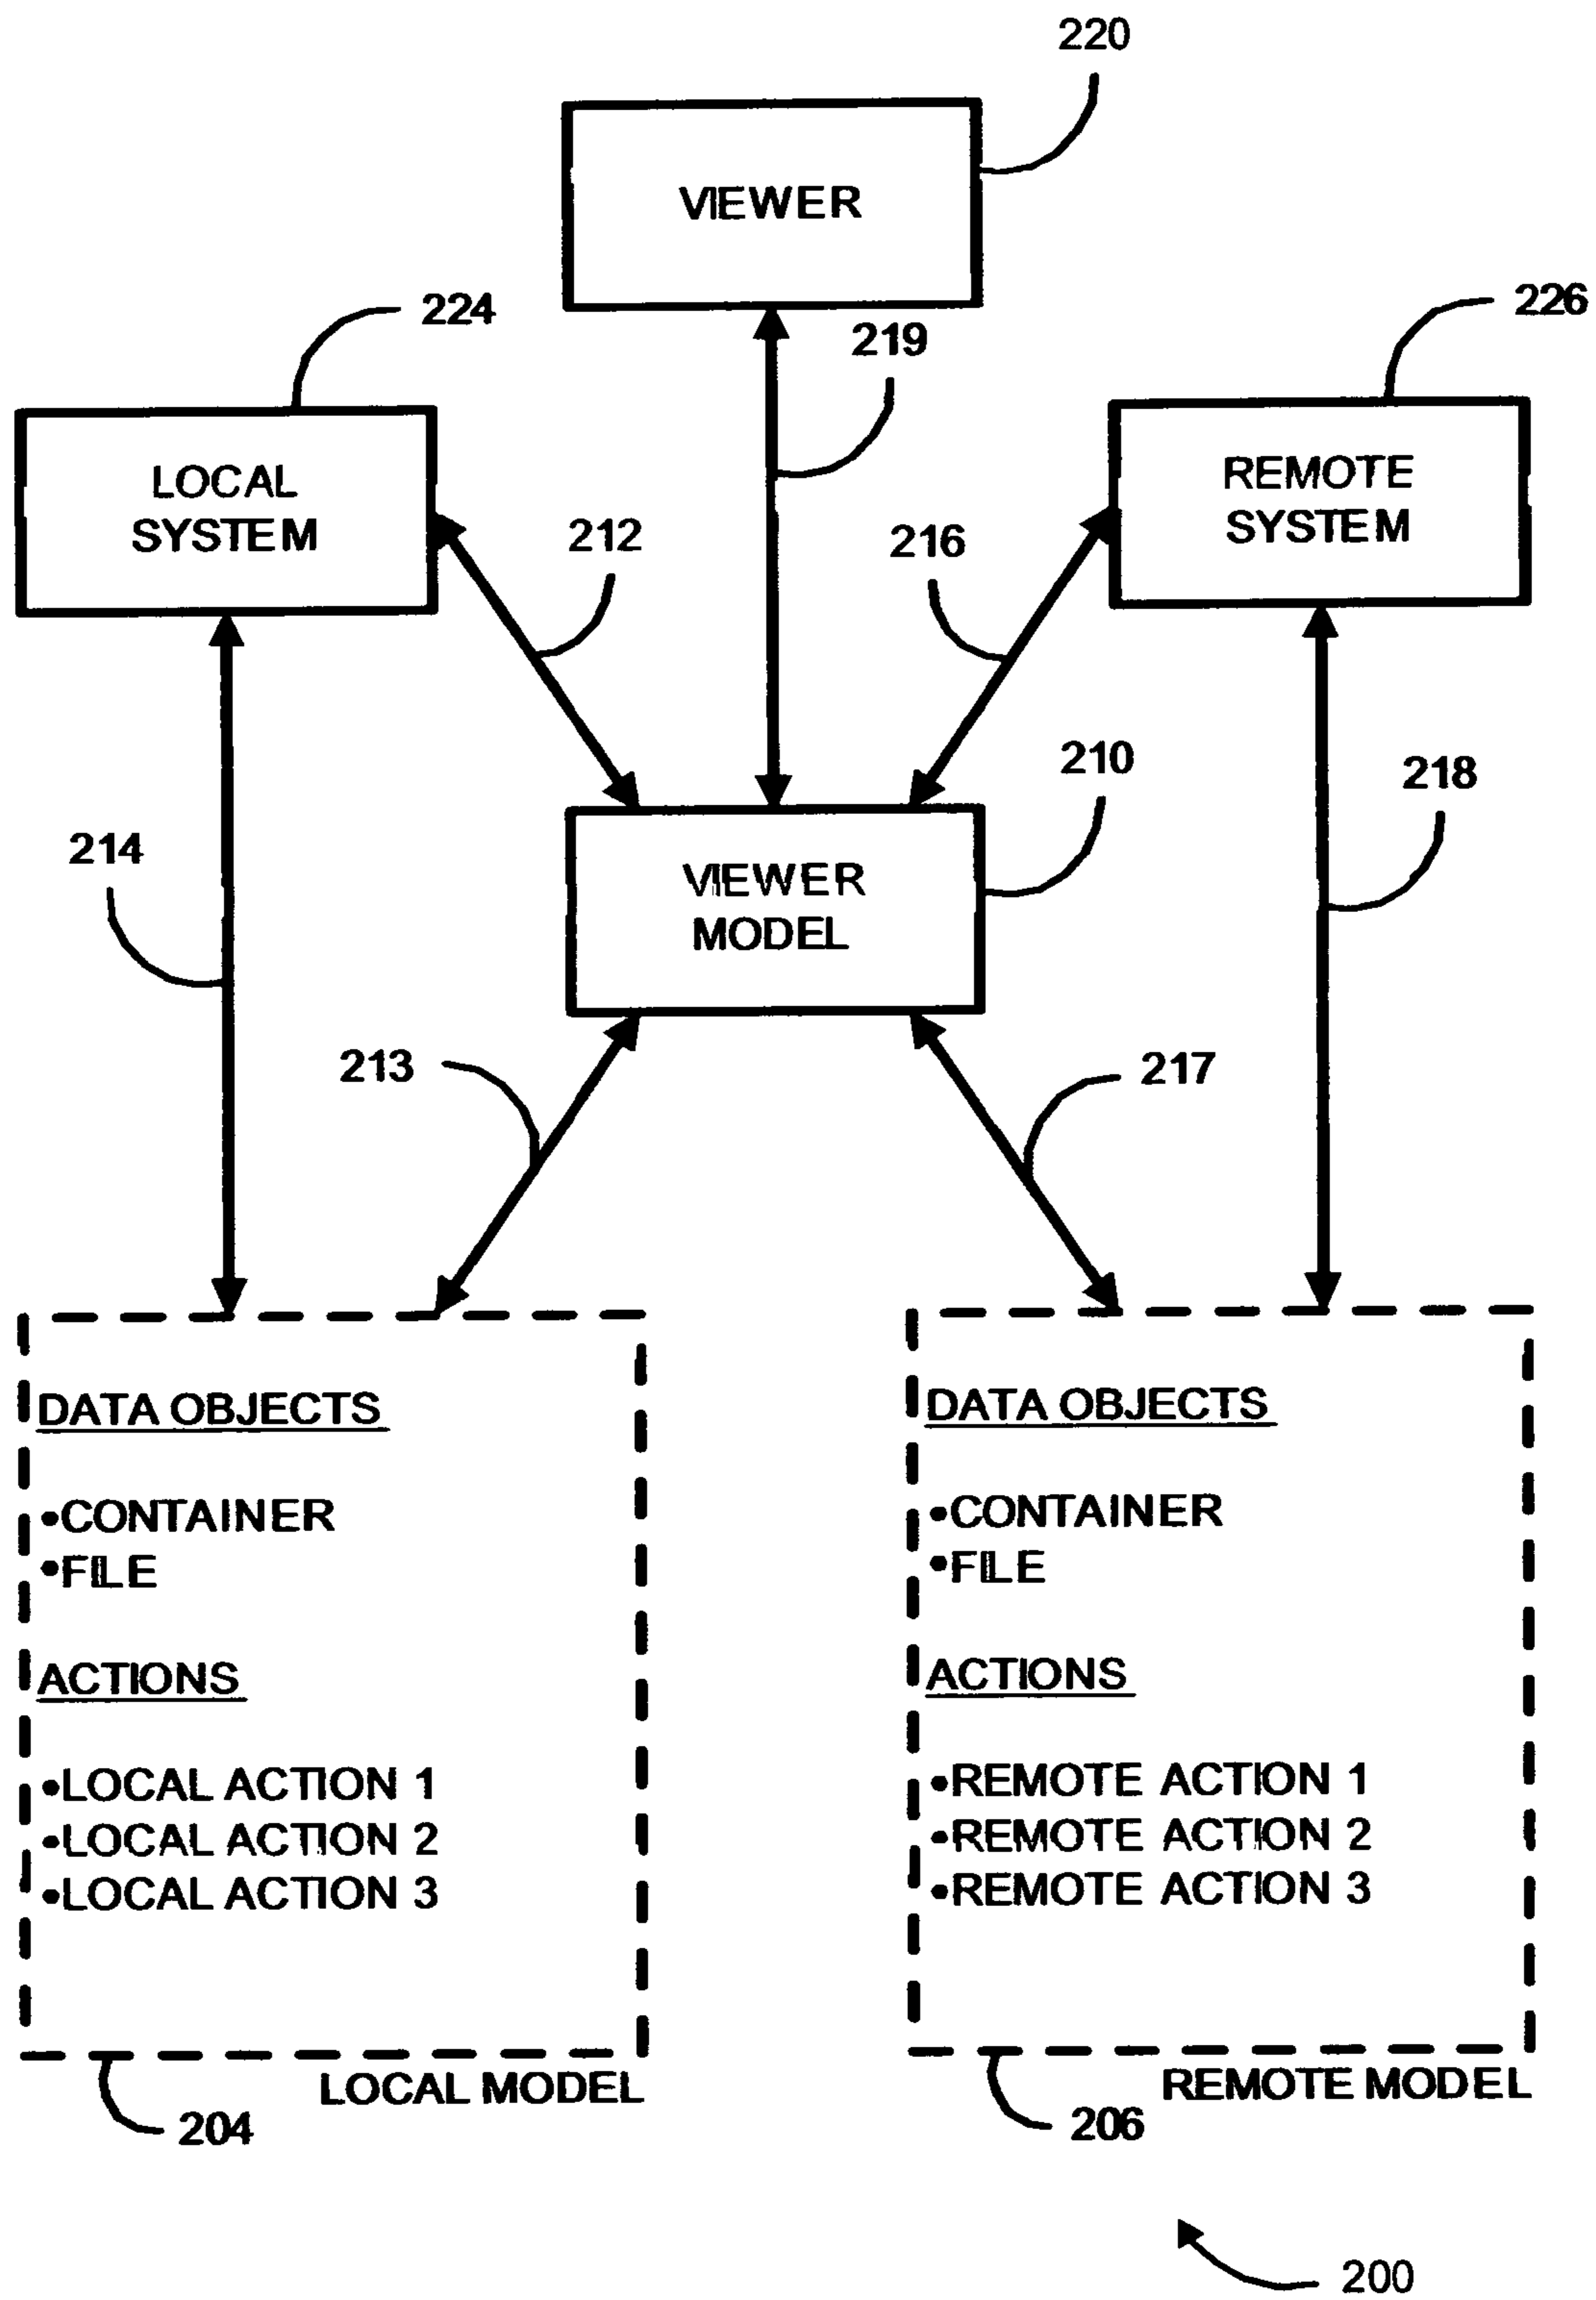 220
VIEWER
224
219
226
LOCAL
SYSTEM
REMOTE
SYSTEM
212
216
210
218
214
VIEWER
MODEL
213
217
DATA OBJECTS
•CONTAINER
•FILE
ACTIONS
•LOCAL ACTION 1
•LOCAL ACTION 2
•LOCAL ACTION 3
LOCAL MODEL
204
DATA OBJECTS
•CONTAINER
•FILE
ACTIONS
•REMOTE ACTION 1
•REMOTE ACTION 2
•REMOTE ACTION 3
REMOTE MODEL
206
200